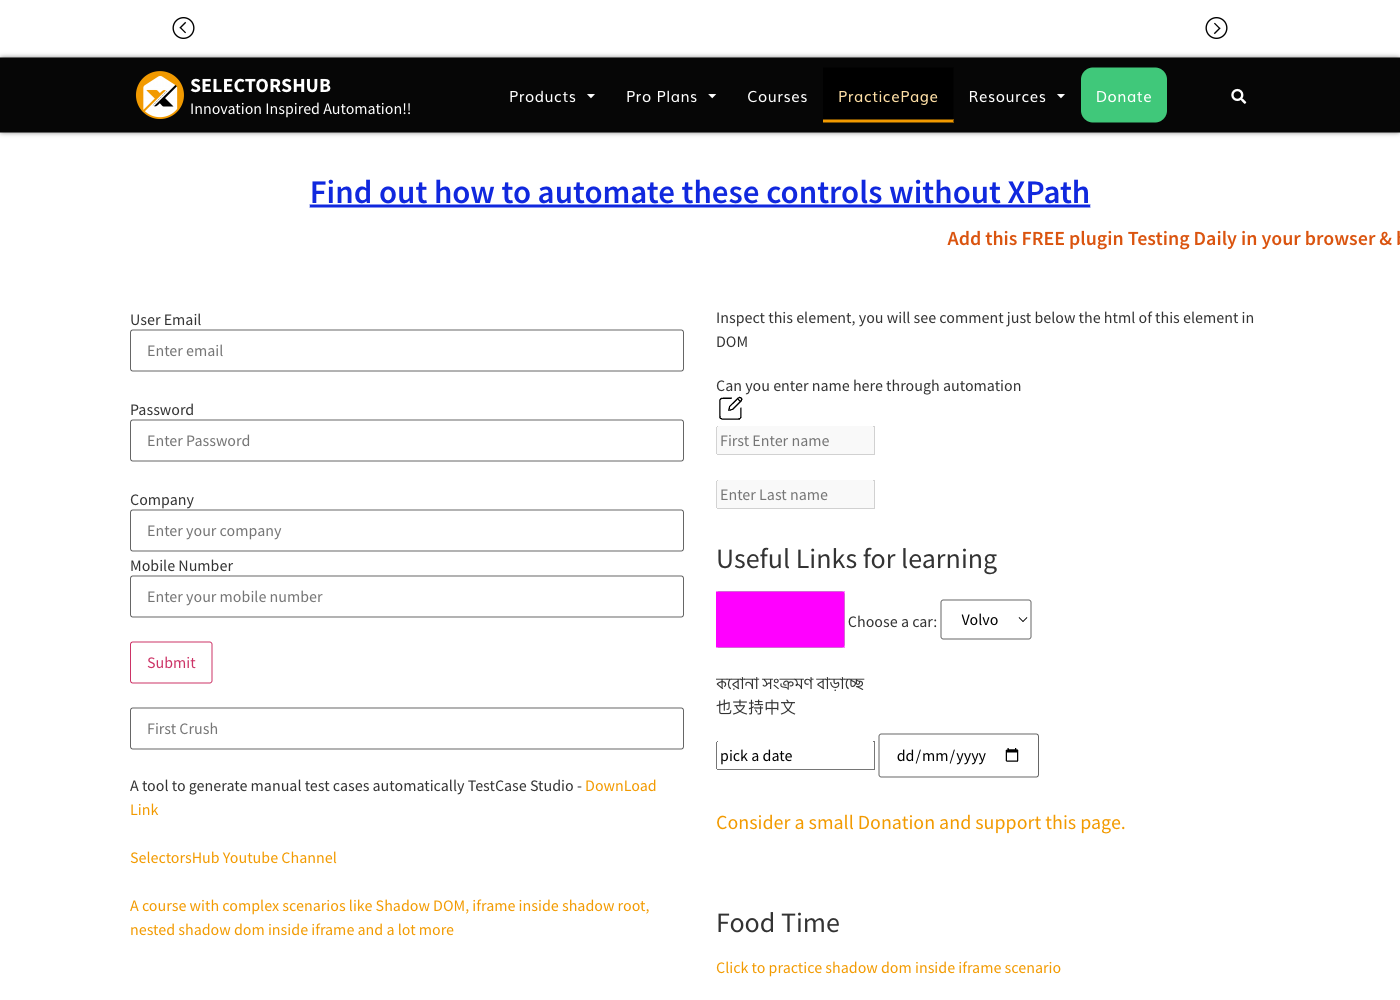 SELECTORSHUB
Innovation Inspired Automation!!
Products
Pro Plans
Courses
PracticePage
Resources
Donate
Find out how to automate these controls without XPath
Add this FREE plugin Testing Daily in your browser &
User Email
Enter email
Password
Enter Password
Company
Enter your company
Mobile Number
Enter your mobile number
Submit
First Crush
A tool to generate manual test cases automatically TestCase Studio - DownLoad
Link
SelectorsHub Youtube Channel
A course with complex scenarios like Shadow DOM, iframe inside shadow root,
nested shadow dom inside iframe and a lot more
Inspect this element, you will see comment just below the html of this element in
DOM
Can you enter name here through automation
First Enter name
Enter Last name
Useful Links for learning
Choose a car: Volvo
করোনা সংক্রমণ বাড়াচ্ছে
也支持中文
pick a date
dd/mm/yyyy
Consider a small Donation and support this page.
Food Time
Click to practice shadow dom inside iframe scenario